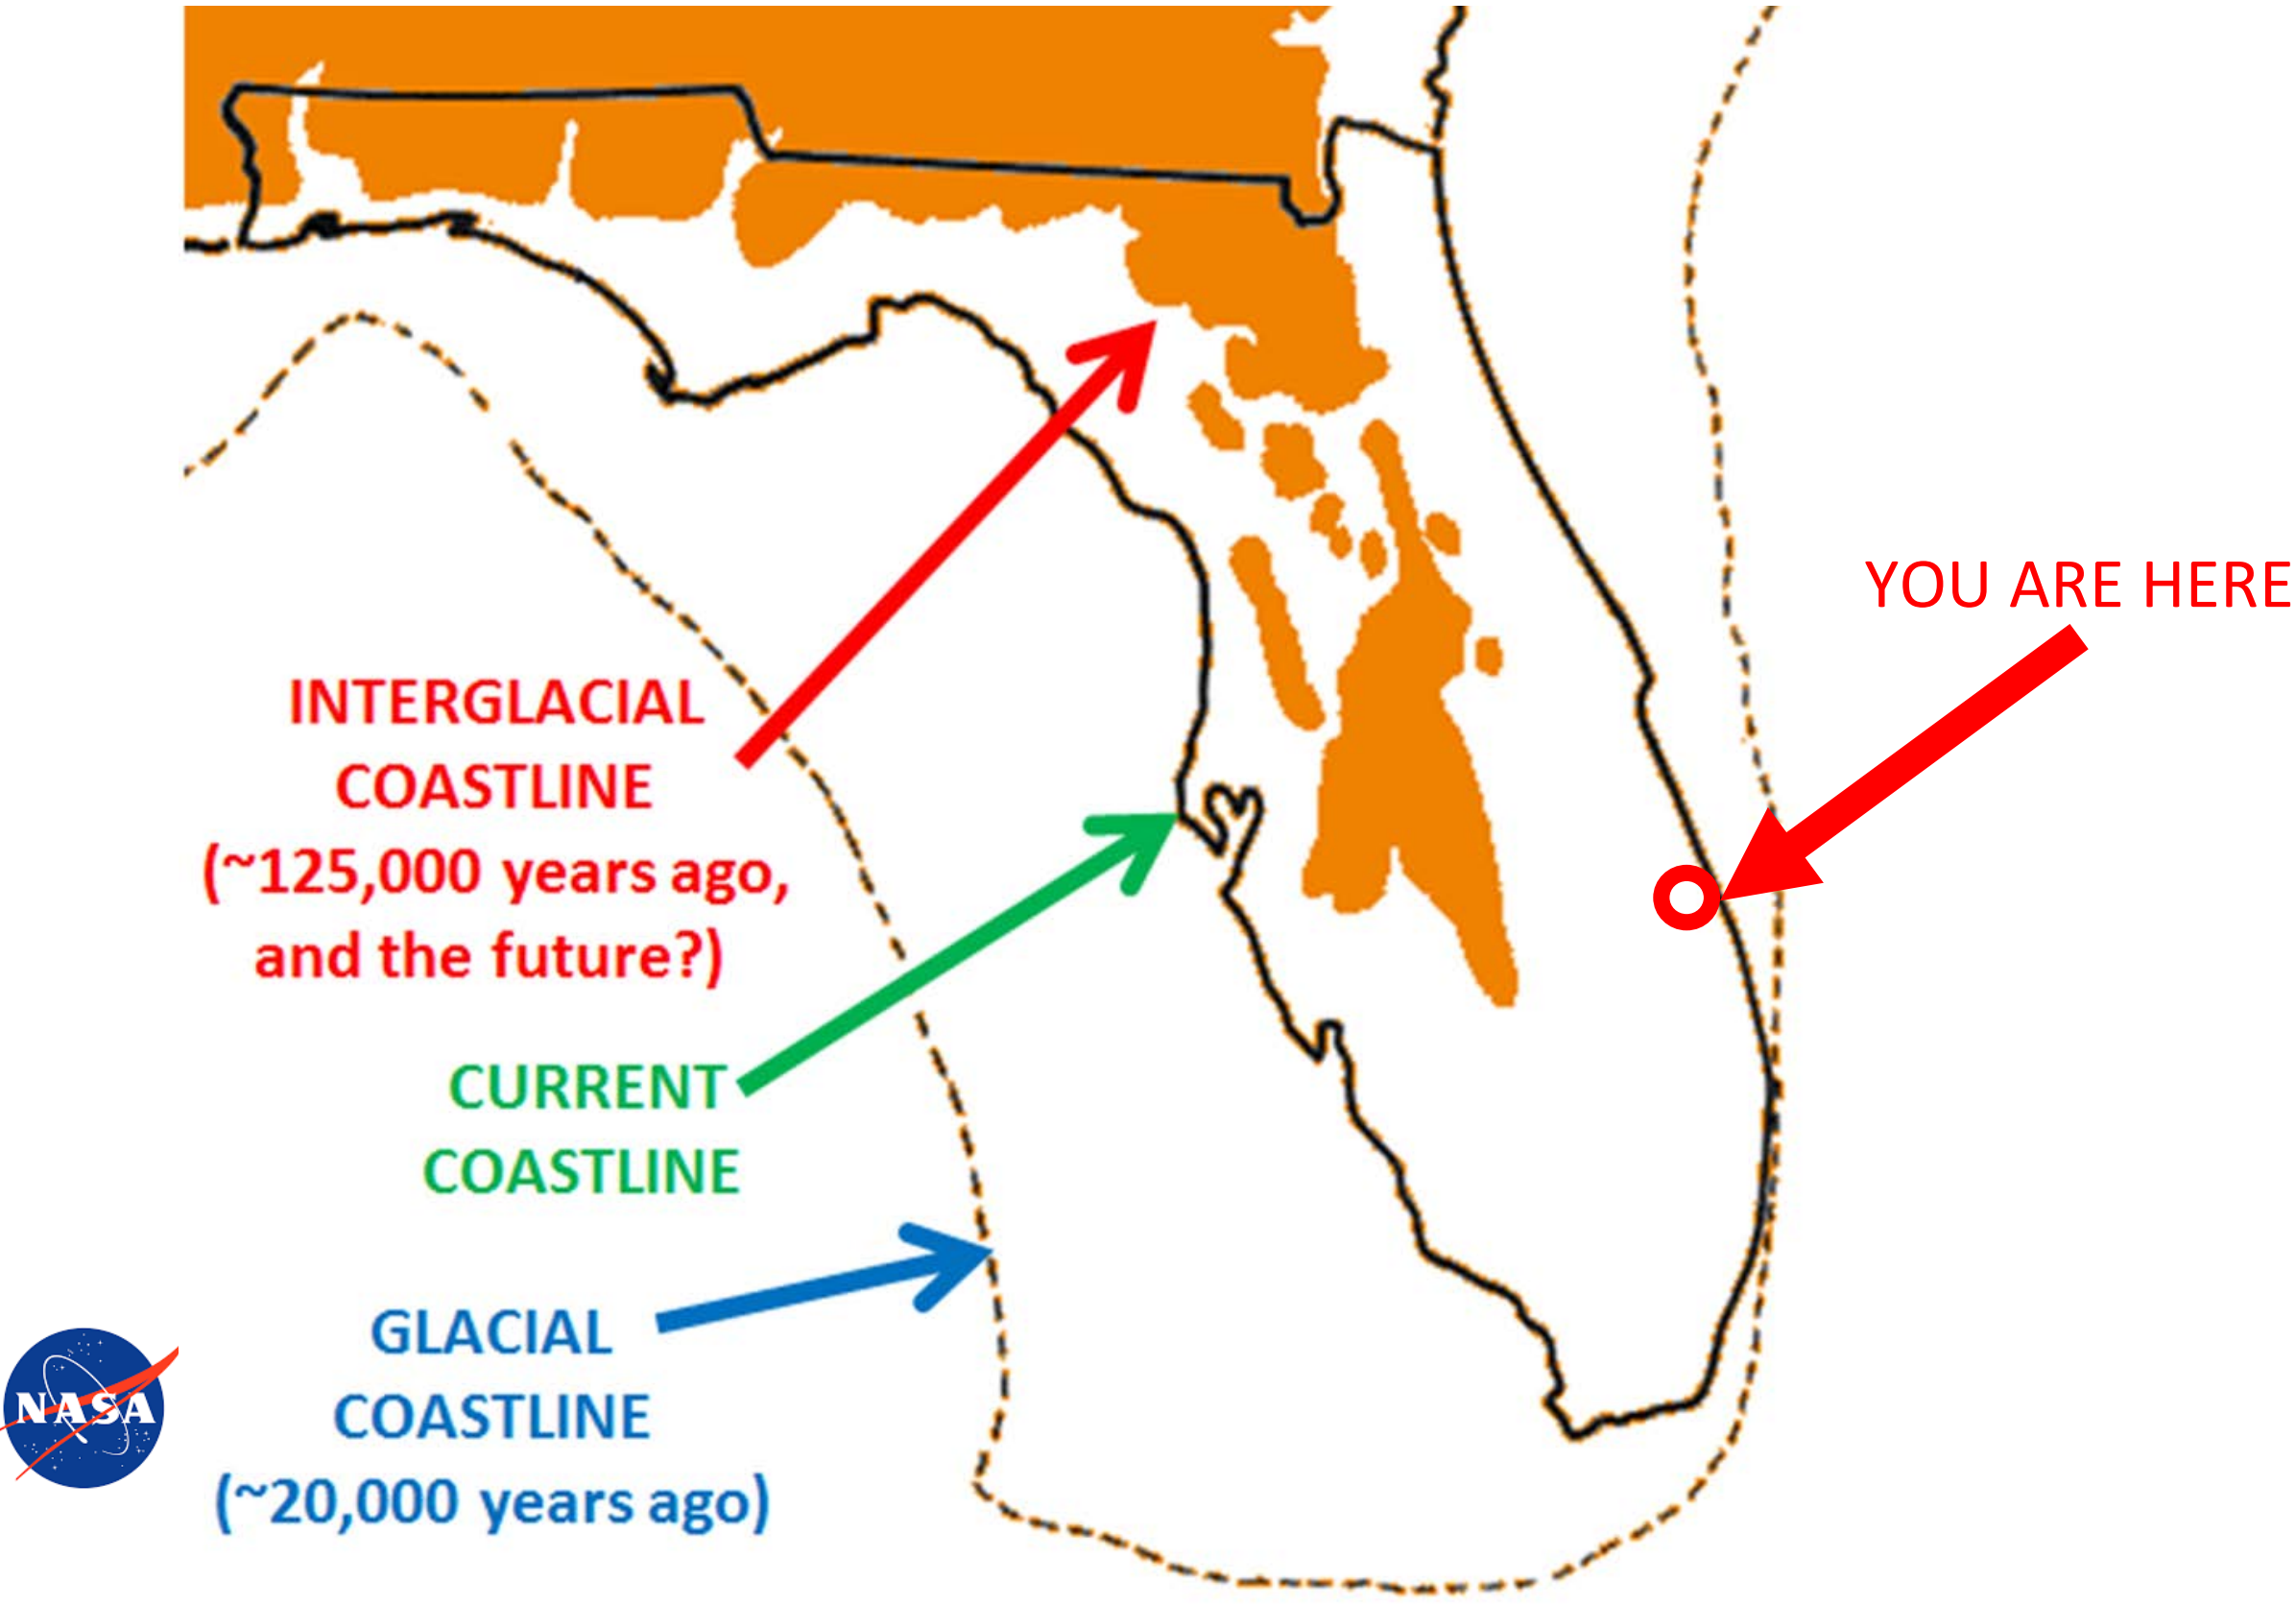 YOU ARE HERE
INTERGLACIAL
COASTLINE
(~125,000 years ago,
and the future?)
CURRENT
COASTLINE
GLACIAL
COASTLINE
(~20,000 years ago)
NASA